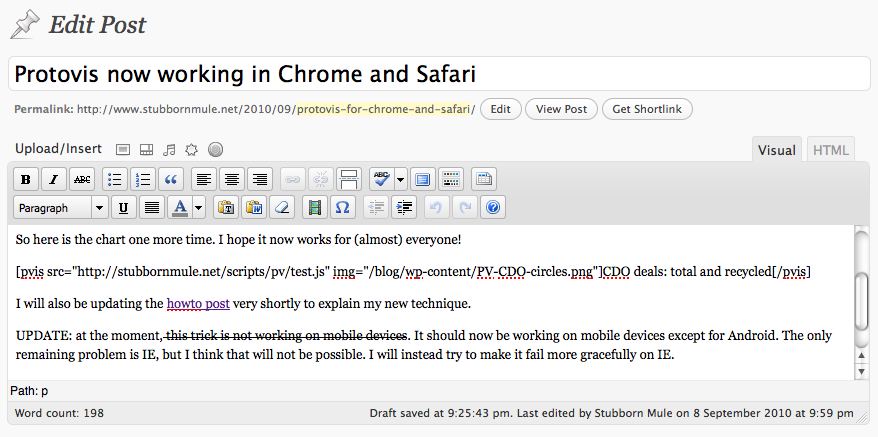 Edit Post
Protovis now working in Chrome and Safari
Permalink: http://www.stubbornmule.net/2010/09/protovis-for-chrome-and-safari/ Edit View Post Get Shortlink
Upload/Insert Visual HTML
B I ABC ABC
Paragraph U A T W Ω ?
So here is the chart one more time. I hope it now works for (almost) everyone!
[pvis src="http://stubbornmule.net/scripts/pv/test.js" img="/blog/wp-content/PV-CDO-circles.png"]CDO deals: total and recycled[/pvis]
I will also be updating the howto post very shortly to explain my new technique.
UPDATE: at the moment, this trick is not working on mobile devices. It should now be working on mobile devices except for Android. The only
remaining problem is IE, but I think that will not be possible. I will instead try to make it fail more gracefully on IE.
Path: p
Word count: 198 Draft saved at 9:25:43 pm. Last edited by Stubborn Mule on 8 September 2010 at 9:59 pm